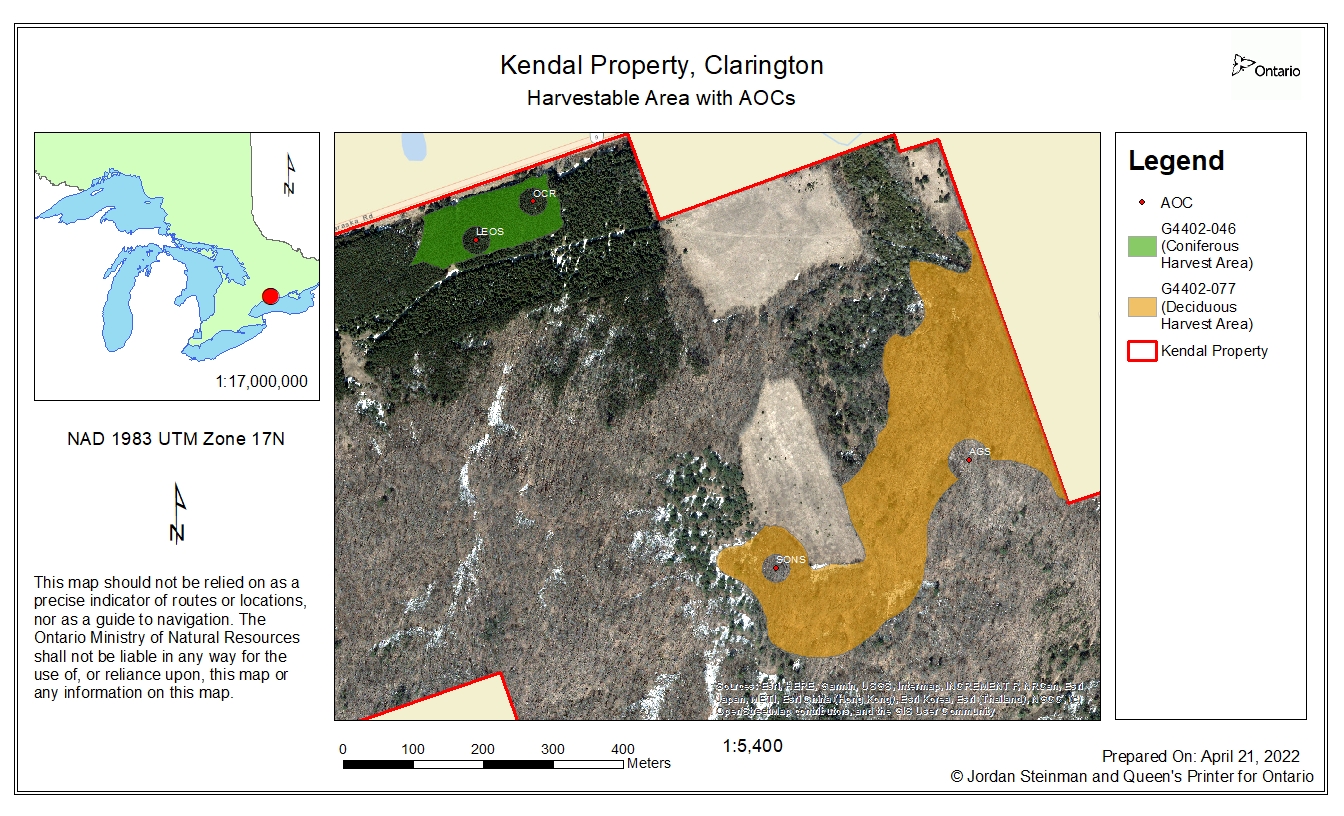 Kendal Property, Clarington
Harvestable Area with AOCs
Ontario
N
1:17,000,000
NAD 1983 UTM Zone 17N
N
This map should not be relied on as a
precise indicator of routes or locations,
nor as a guide to navigation. The
Ontario Ministry of Natural Resources
shall not be liable in any way for the
use of, or reliance upon, this map or
any information on this map.
9
Rd
OCR
LEOS
AGS
SONS
Sources: Esri, HERE, Garmin, USGS, Intermap, INCREMENT P, NRCan, Esri
Japan, METI, Esri China (Hong Kong), Esri Korea, Esri (Thailand), NGCC, (c)
OpenStreetMap contributors, and the GIS User Community
Legend
AOC
G4402-046
(Coniferous
Harvest Area)
G4402-077
(Deciduous
Harvest Area)
Kendal Property
0 100 200 300 400
Meters
1:5,400
Prepared On: April 21, 2022
© Jordan Steinman and Queen's Printer for Ontario